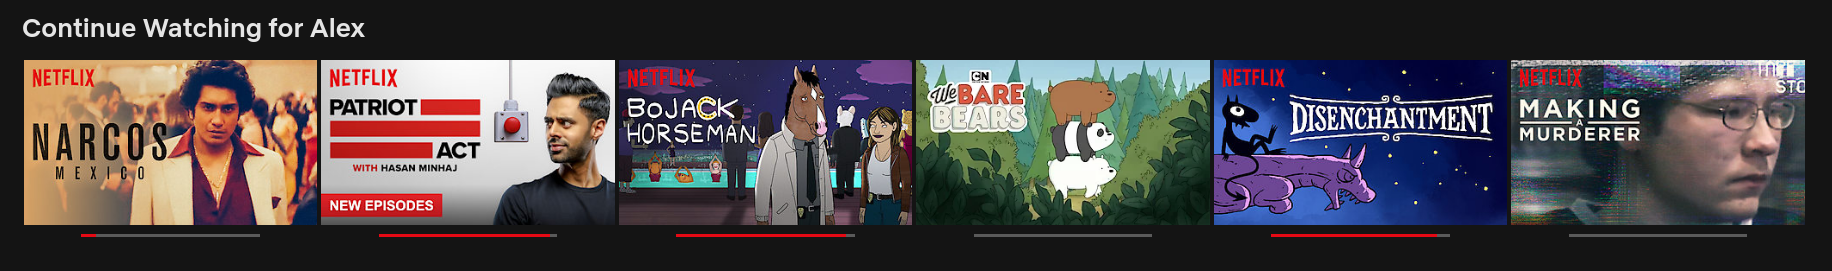 Continue Watching for Alex
NETFLIX
NARCOS
MEXICO
NETFLIX
PATRIOT
ACT
WITH HASAN MINHAJ
NEW EPISODES
NETFLIX
BOJACK
HORSEMAN
CN
We BARE
BEARS
NETFLIX
DISENCHANTMENT
NETFLIX
MAKING
A
MURDERER
STC